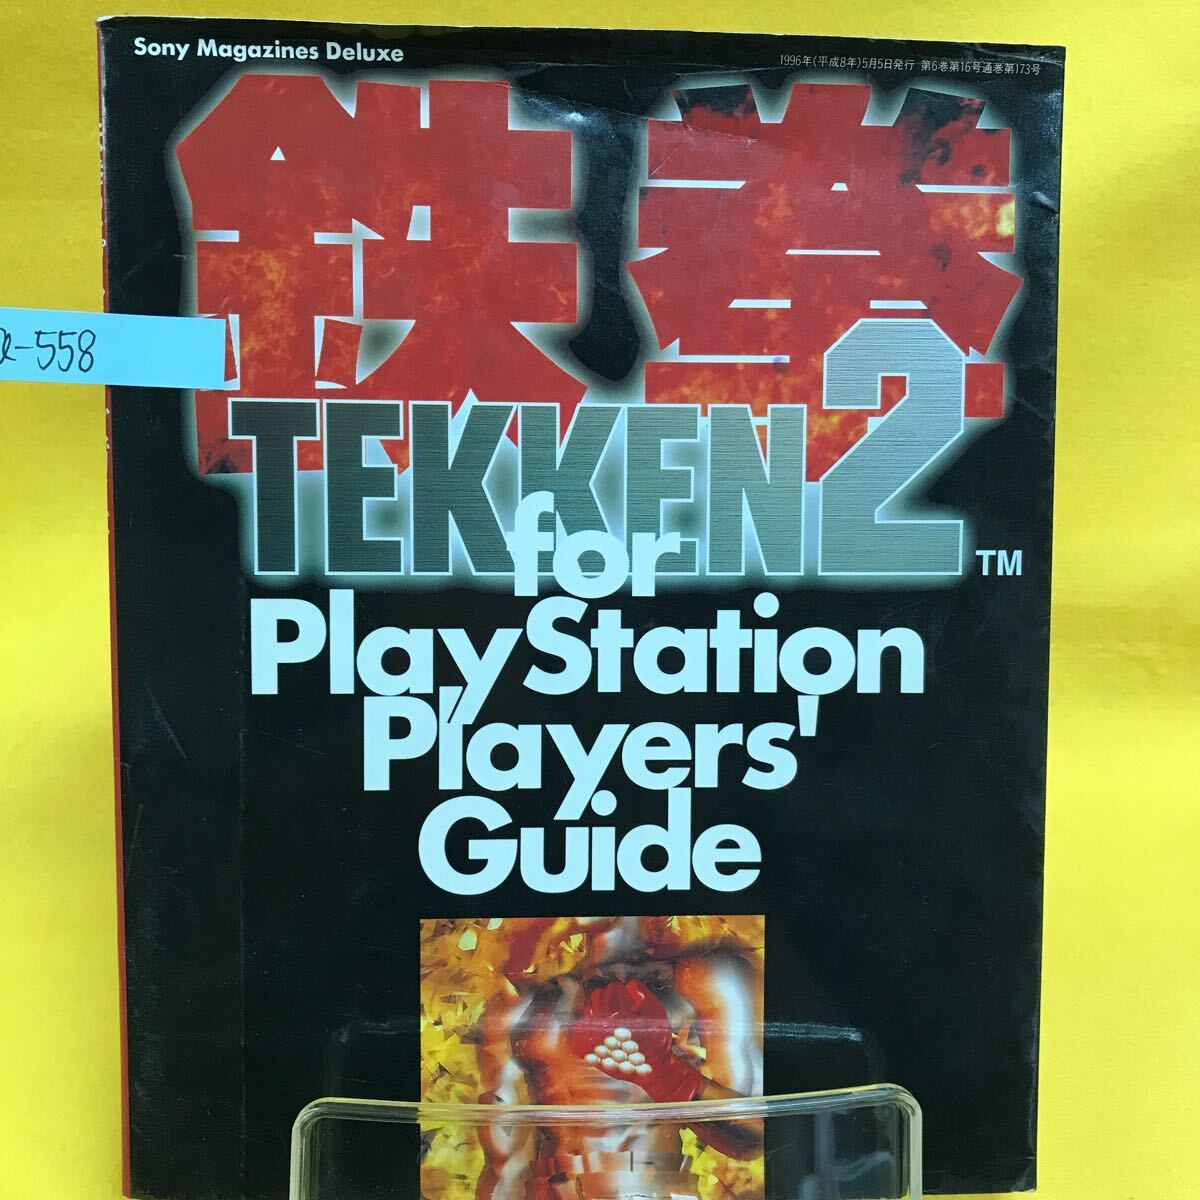 Sony Magazines Deluxe
1996年(平成8年)5月5日発行 第6巻第16号通巻第173号
鉄拳
TEKKEN2
TM
for
PlayStation
Players'
Guide
-558